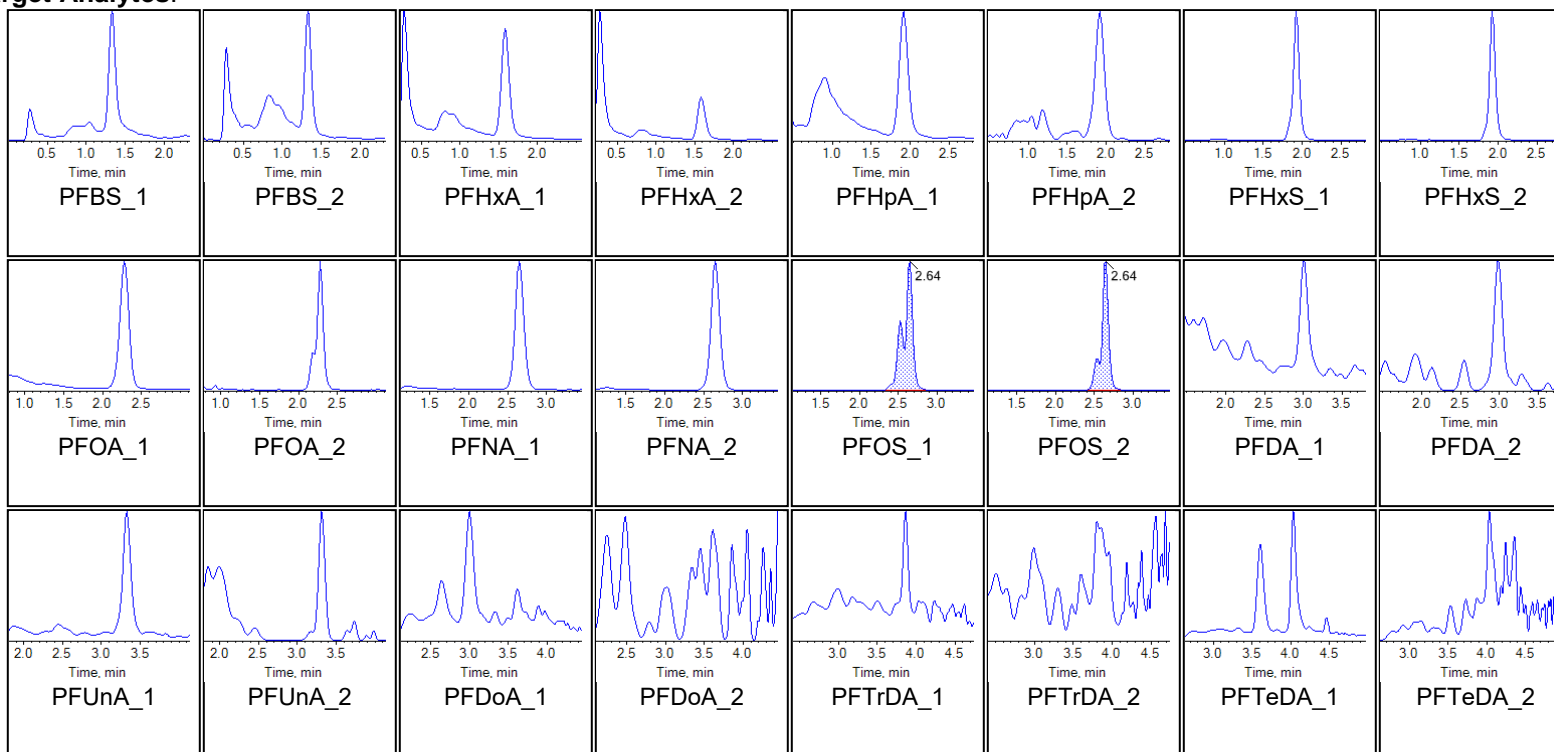 rget Analytes:
0.5 1.0 1.5 2.0
Time, min
PFBS_1
0.5 1.0 1.5 2.0
Time, min
PFBS_2
0.5 1.0 1.5 2.0
Time, min
PFHxA_1
0.5 1.0 1.5 2.0
Time, min
PFHxA_2
1.0 1.5 2.0 2.5
Time, min
PFHpA_1
1.0 1.5 2.0 2.5
Time, min
PFHpA_2
1.0 1.5 2.0 2.5
Time, min
PFHxS_1
1.0 1.5 2.0 2.5
Time, min
PFHxS_2
1.0 1.5 2.0 2.5
Time, min
PFOA_1
1.0 1.5 2.0 2.5
Time, min
PFOA_2
1.5 2.0 2.5 3.0
Time, min
PFNA_1
1.5 2.0 2.5 3.0
Time, min
PFNA_2
2.64
1.5 2.0 2.5 3.0
Time, min
PFOS_1
2.64
1.5 2.0 2.5 3.0
Time, min
PFOS_2
2.0 2.5 3.0 3.5
Time, min
PFDA_1
2.0 2.5 3.0 3.5
Time, min
PFDA_2
2.0 2.5 3.0 3.5
Time, min
PFUnA_1
2.0 2.5 3.0 3.5
Time, min
PFUnA_2
2.5 3.0 3.5 4.0
Time, min
PFDoA_1
2.5 3.0 3.5 4.0
Time, min
PFDoA_2
3.0 3.5 4.0 4.5
Time, min
PFTrDA_1
3.0 3.5 4.0 4.5
Time, min
PFTrDA_2
3.0 3.5 4.0 4.5
Time, min
PFTeDA_1
3.0 3.5 4.0 4.5
Time, min
PFTeDA_2